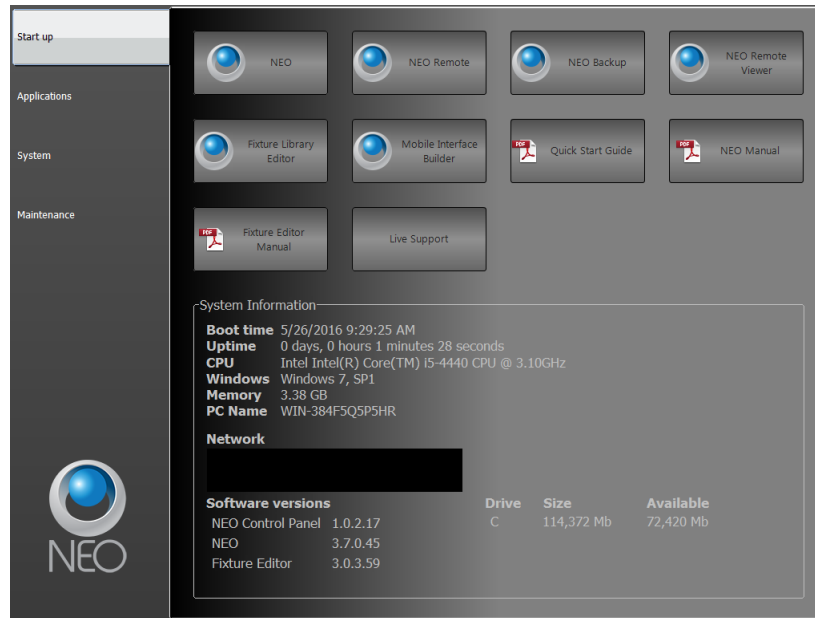 Start up
Applications
System
Maintenance
NEO
NEO
NEO Remote
NEO Backup
NEO Remote
Viewer
Fixture Library
Editor
Mobile Interface
Builder
PDF
Quick Start Guide
PDF
NEO Manual
PDF
Fixture Editor
Manual
Live Support
System Information
Boot time 5/26/2016 9:29:25 AM
Uptime 0 days, 0 hours 1 minutes 28 seconds
CPU Intel Intel(R) Core(TM) i5-4440 CPU @ 3.10GHz
Windows Windows 7, SP1
Memory 3.38 GB
PC Name WIN-384F5Q5P5HR
Network
Software versions Drive Size Available
NEO Control Panel 1.0.2.17 C 114,372 Mb 72,420 Mb
NEO 3.7.0.45
Fixture Editor 3.0.3.59